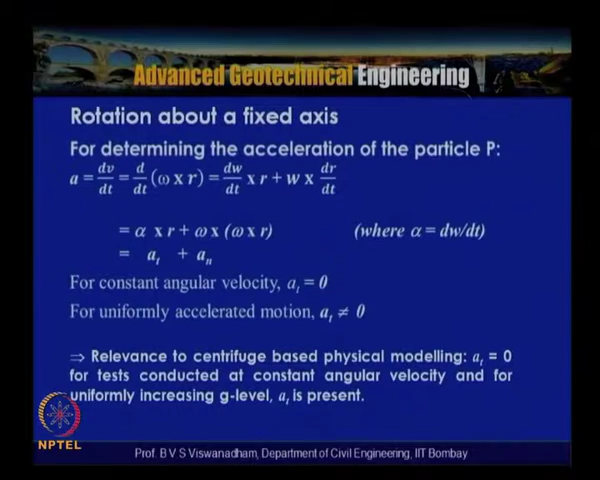 Advanced Geotechnical Engineering
Rotation about a fixed axis
For determining the acceleration of the particle P:
a = dv/dt = d/dt (ω x r) = dw/dt x r + w x dr/dt
= α x r + ω x (ω x r) (where α = dw/dt)
= a_t + a_n
For constant angular velocity, a_t = 0
For uniformly accelerated motion, a_t ≠ 0
⇒ Relevance to centrifuge based physical modelling: a_t = 0
for tests conducted at constant angular velocity and for
uniformly increasing g-level, a_t is present.
NPTEL
Prof. B V S Viswanadham, Department of Civil Engineering, IIT Bombay